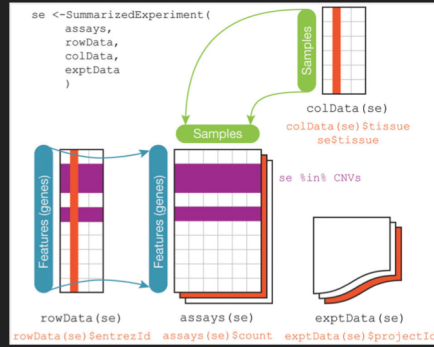 se <-SummarizedExperiment(
assays,
rowData,
colData,
exptData
)
Samples
colData(se)
colData(se)$tissue
se$tissue
Samples
se %in% CNVs
Features (genes)
Features (genes)
rowData(se)
assays(se)
exptData(se)
rowData(se)$entrezId
assays(se)$count
exptData(se)$projectId